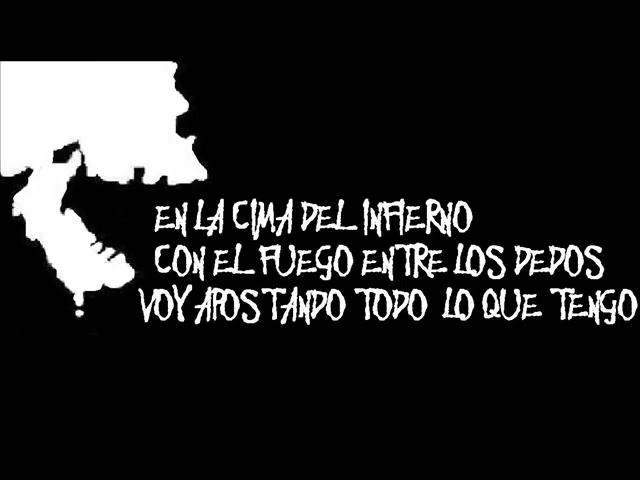 EN LA CIMA DEL INFIERNO
CON EL FUEGO ENTRE LOS DEDOS
VOY APOSTANDO TODO LO QUE TENGO